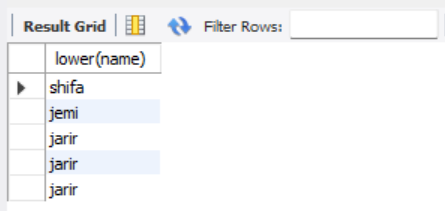 Result Grid Filter Rows:
lower(name)
shifa
jemi
jarir
jarir
jarir